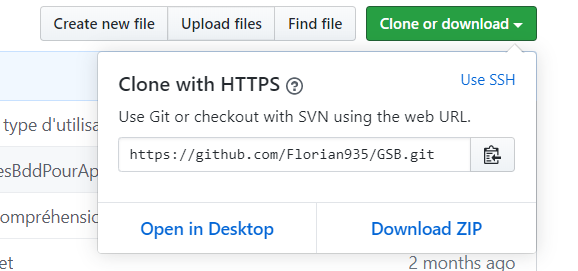 Create new file Upload files Find file Clone or download
Clone with HTTPS Use SSH
type d'utilisa
Use Git or checkout with SVN using the web URL.
esBddPourAp
https://github.com/Florian935/GSB.git
ompréhension
Open in Desktop Download ZIP
et 2 months ago